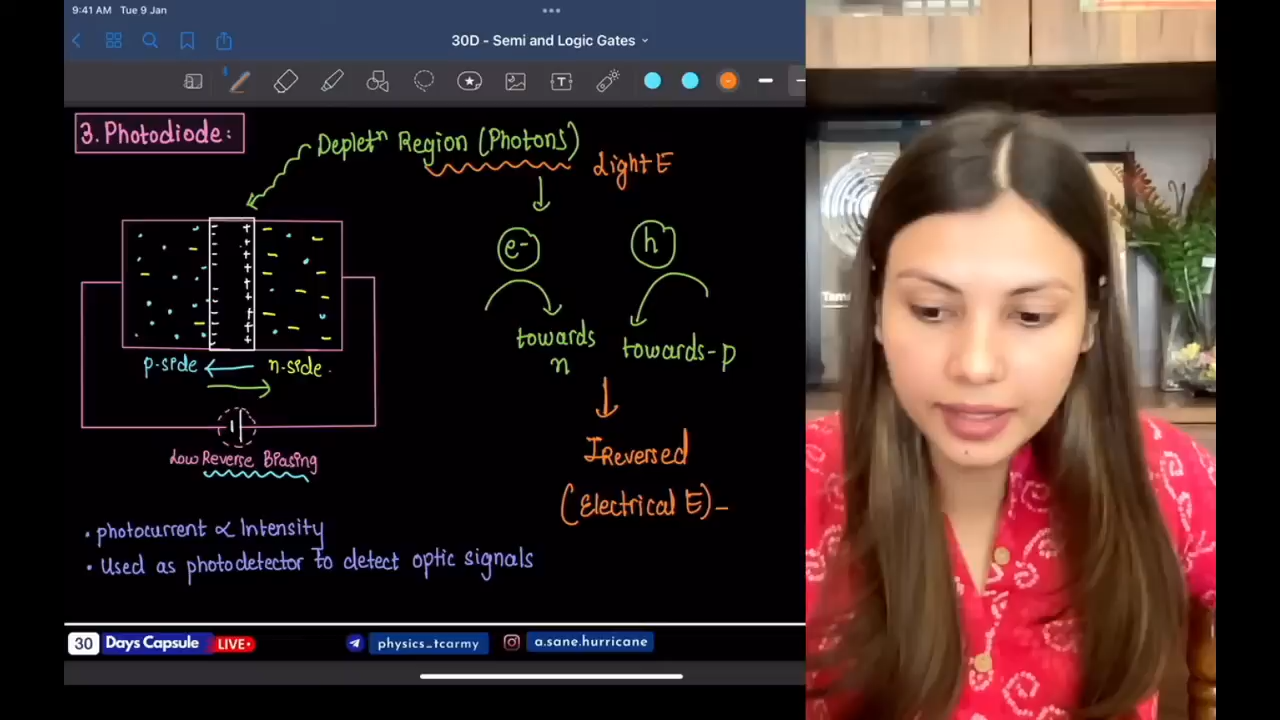 9:41 AM Tue 9 Jan
30D - Semi and Logic Gates
3. Photodiode:
Depletⁿ Region (Photons)
Light E
e-
h
towards n
towards-p
p-side
n-side.
Low Reverse Biasing
I Reversed
(Electrical E)-
• photocurrent ∝ Intensity
• Used as photodetector to detect optic signals
30 Days Capsule LIVE
physics_tcarmy
a.sane.hurricane